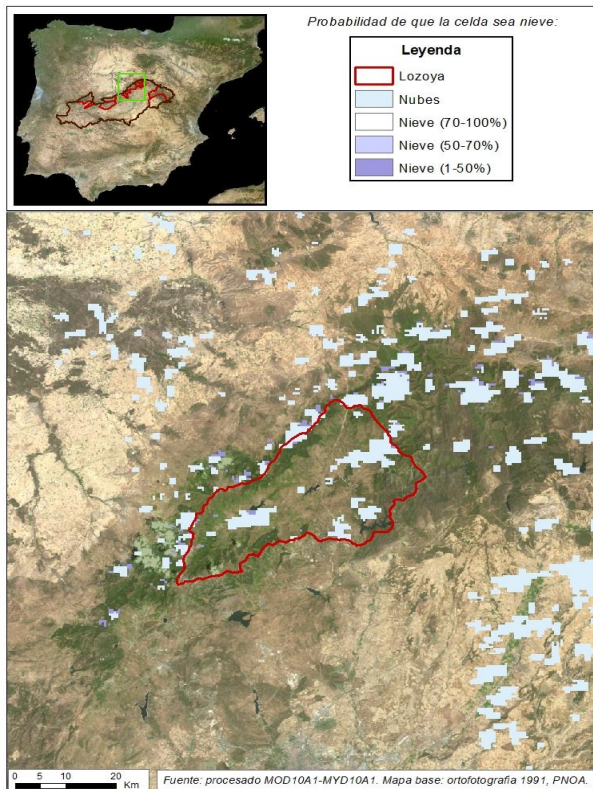 Probabilidad de que la celda sea nieve:
Leyenda
Lozoya
Nubes
Nieve (70-100%)
Nieve (50-70%)
Nieve (1-50%)
0 5 10 20
Km
Fuente: procesado MOD10A1-MYD10A1. Mapa base: ortofotografia 1991, PNOA.